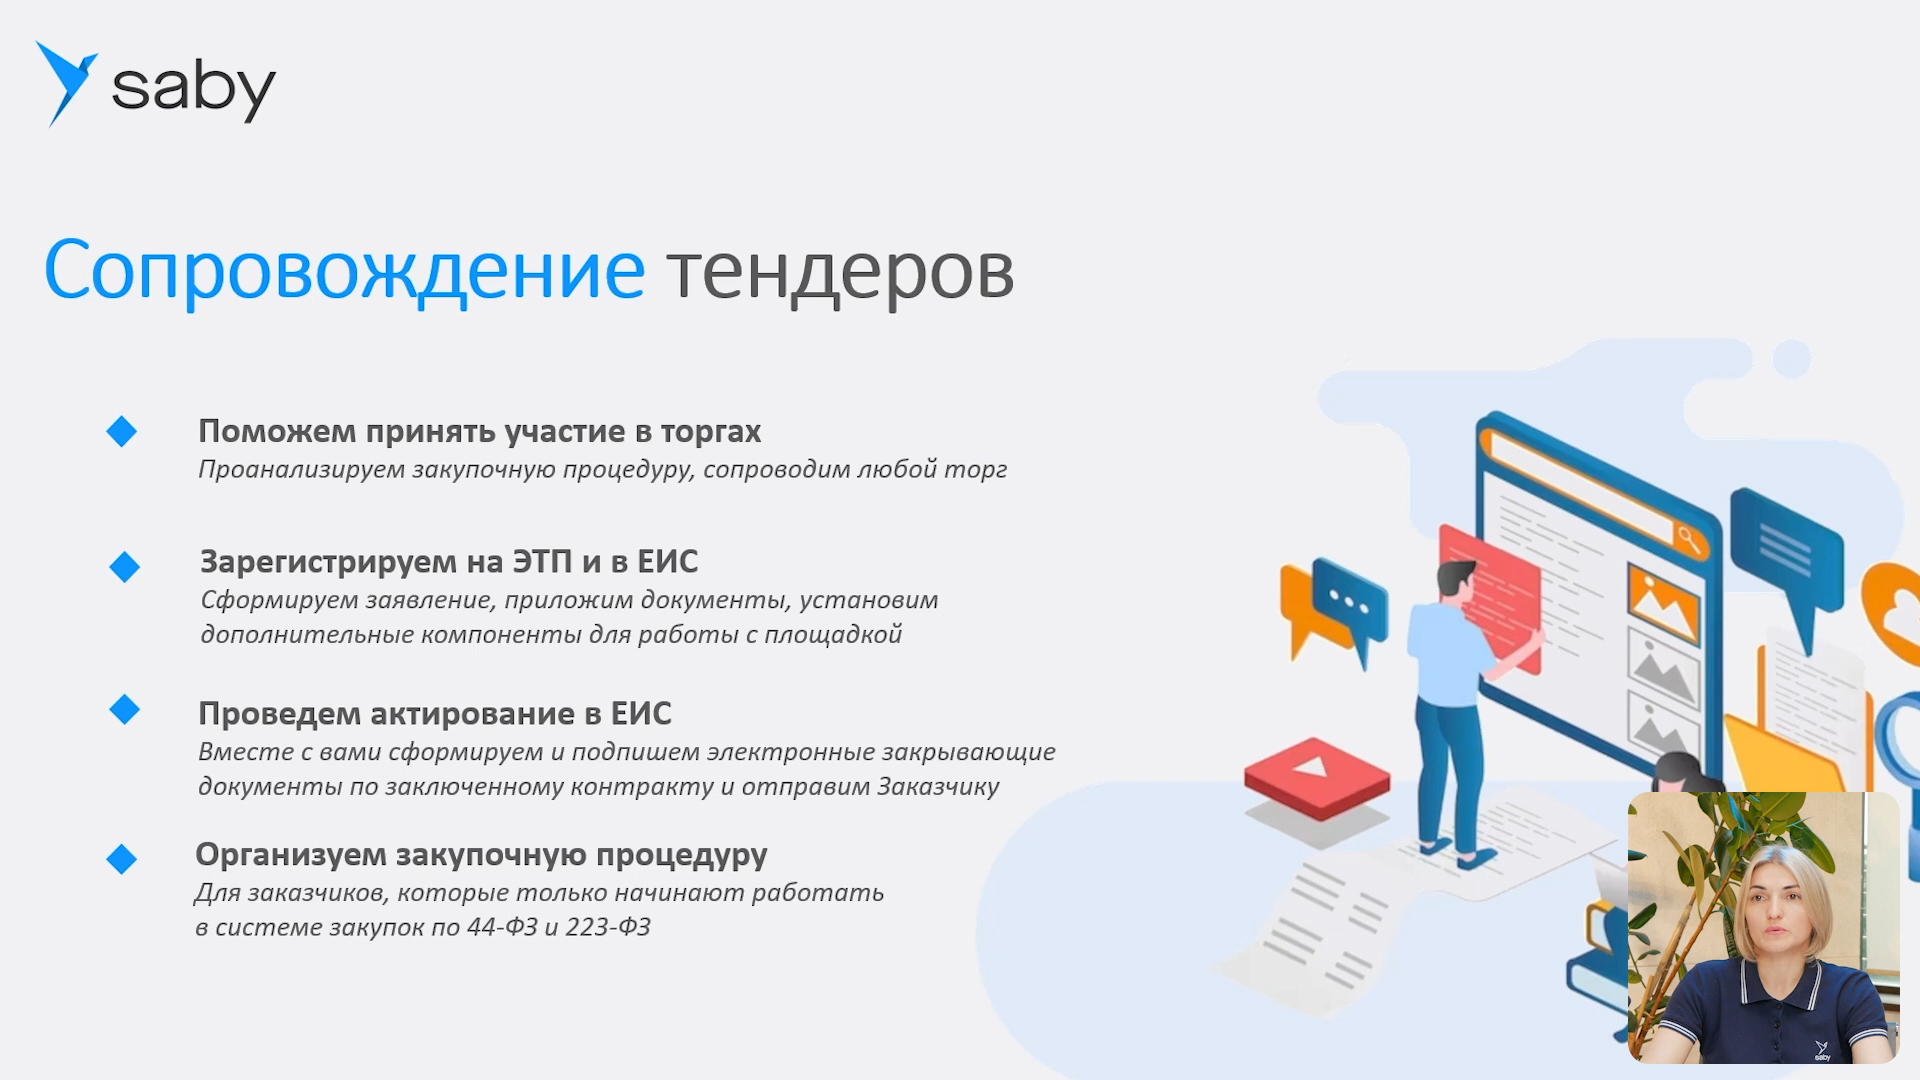 saby
Сопровождение тендеров
Поможем принять участие в торгах
Проанализируем закупочную процедуру, сопроводим любой торг
Зарегистрируем на ЭТП и в ЕИС
Сформируем заявление, приложим документы, установим
дополнительные компоненты для работы с площадкой
Проведем актирование в ЕИС
Вместе с вами сформируем и подпишем электронные закрывающие
документы по заключенному контракту и отправим Заказчику
Организуем закупочную процедуру
Для заказчиков, которые только начинают работать
в системе закупок по 44-ФЗ и 223-ФЗ
saby